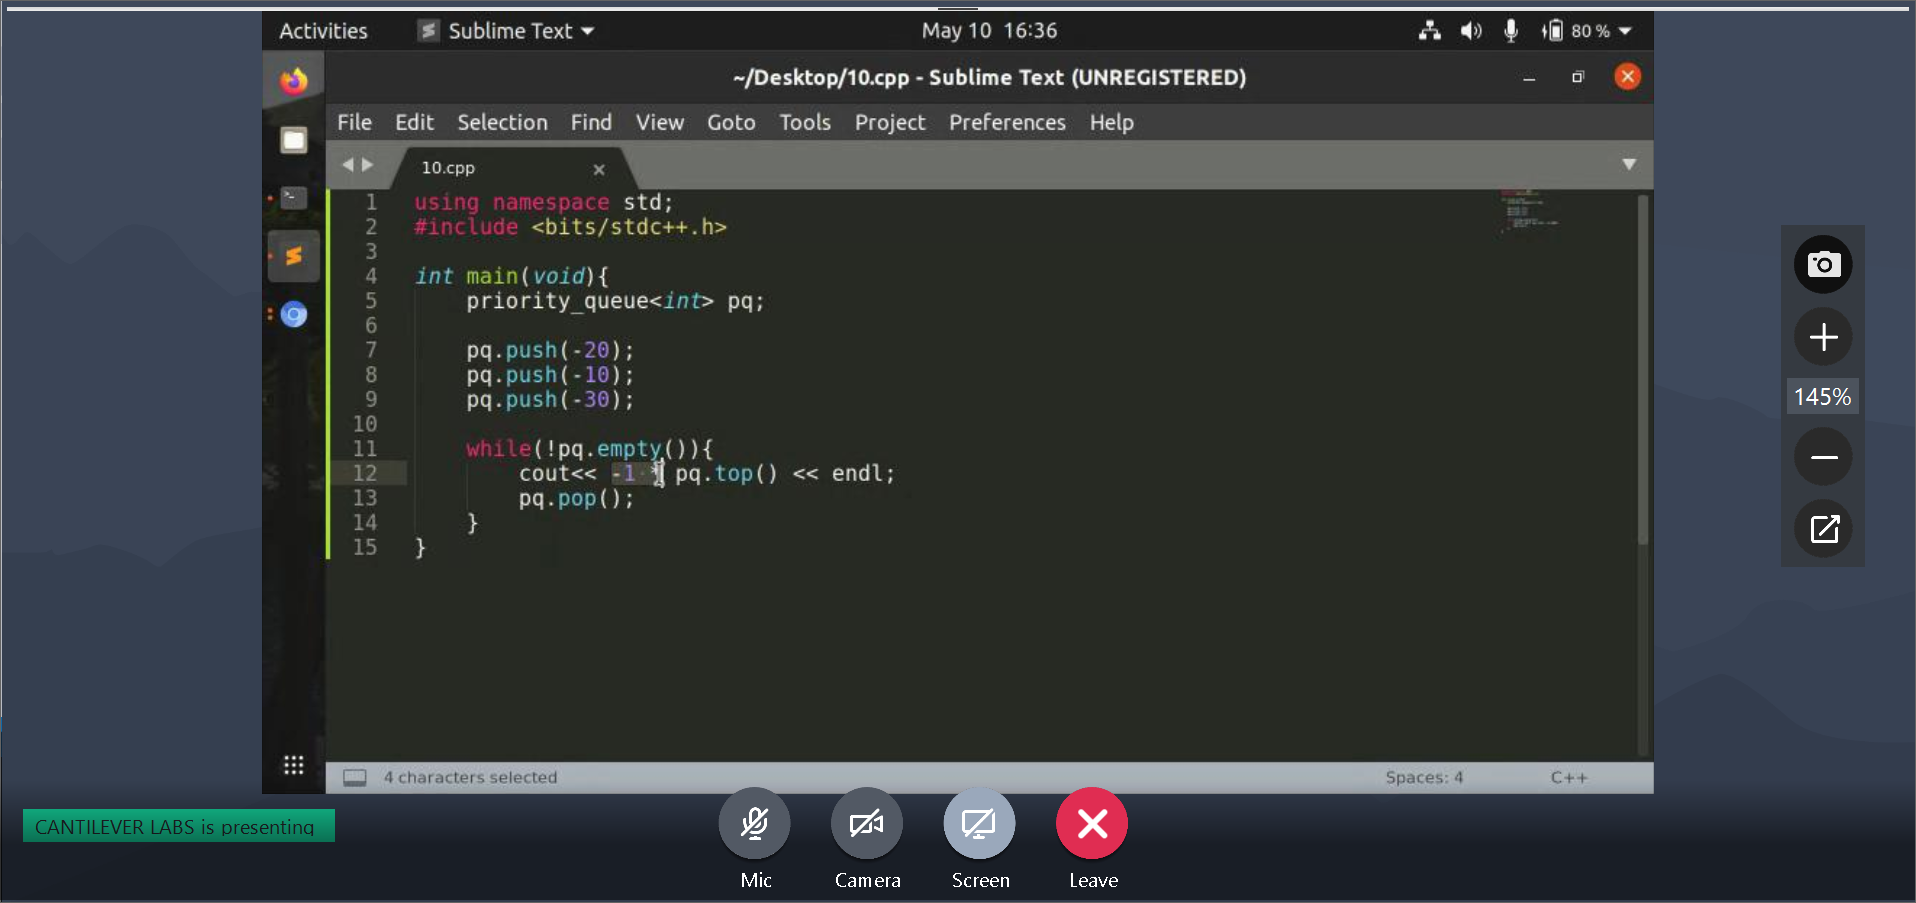 Activities Sublime Text May 10 16:36 80 %
~/Desktop/10.cpp - Sublime Text (UNREGISTERED)
File Edit Selection Find View Goto Tools Project Preferences Help
10.cpp
1 using namespace std;
2 #include <bits/stdc++.h>
3
4 int main(void){
5 priority_queue<int> pq;
6
7 pq.push(-20);
8 pq.push(-10);
9 pq.push(-30);
10
11 while(!pq.empty()){
12 cout<< -1 * pq.top() << endl;
13 pq.pop();
14 }
15 }
4 characters selected Spaces: 4 C++
145%
CANTILEVER LABS is presenting
Mic Camera Screen Leave